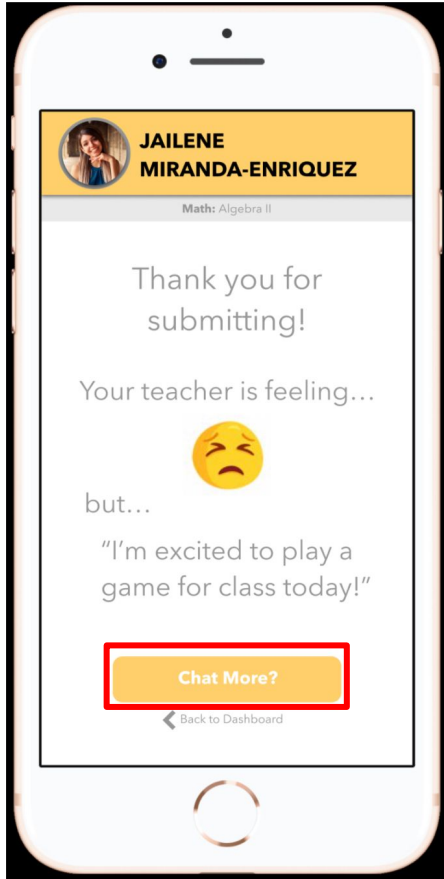 JAILENE
MIRANDA-ENRIQUEZ
Math: Algebra II
Thank you for
submitting!
Your teacher is feeling...
but...
“I’m excited to play a
game for class today!”
Chat More?
Back to Dashboard